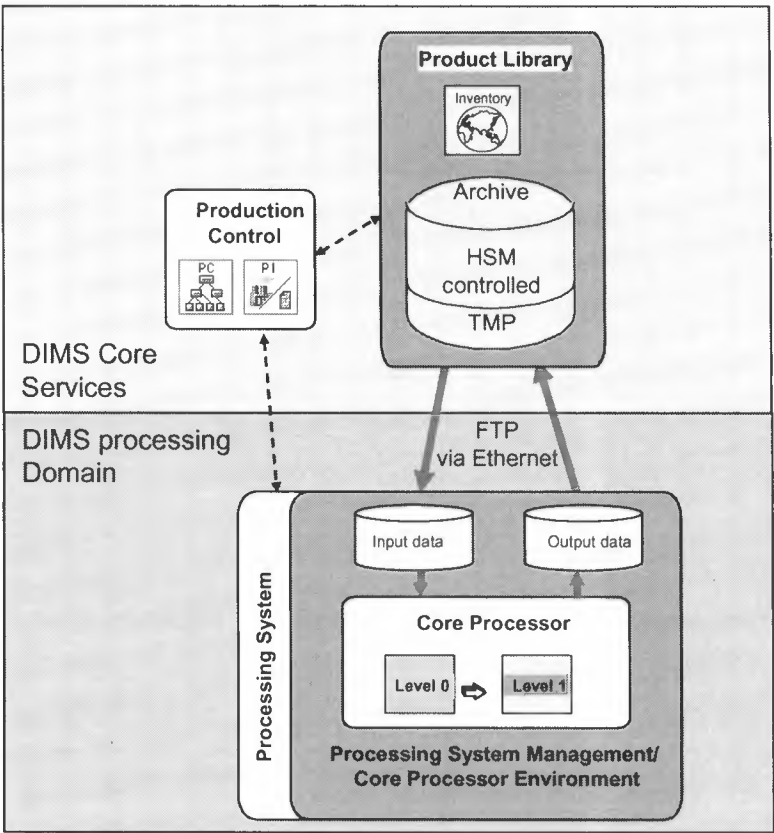 Product Library
Inventory
Archive
HSM
controlled
TMP
Production
Control
PC
PI
DIMS Core
Services
DIMS processing
Domain
FTP
via Ethernet
Processing System
Input data
Output data
Core Processor
Level 0
Level 1
Processing System Management/
Core Processor Environment